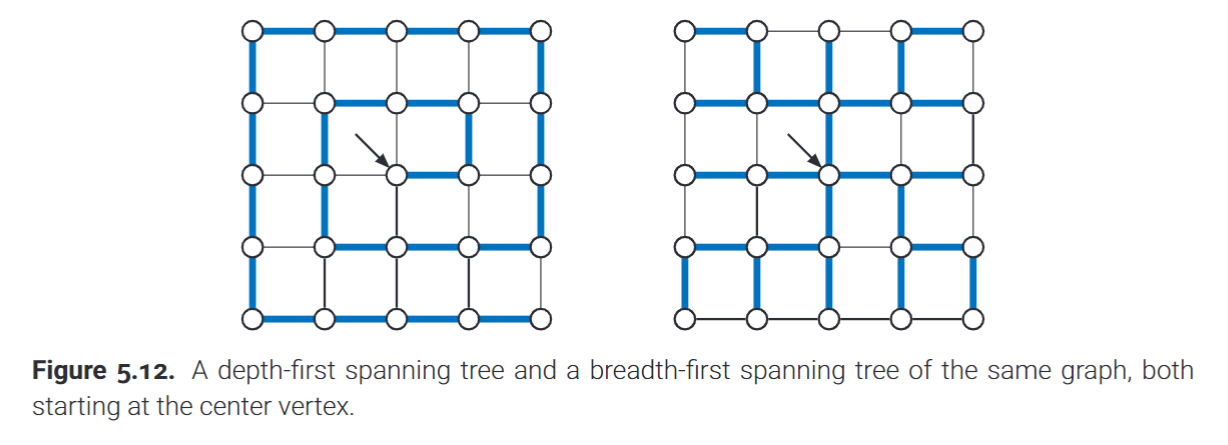 Figure 5.12. A depth-first spanning tree and a breadth-first spanning tree of the same graph, both
starting at the center vertex.